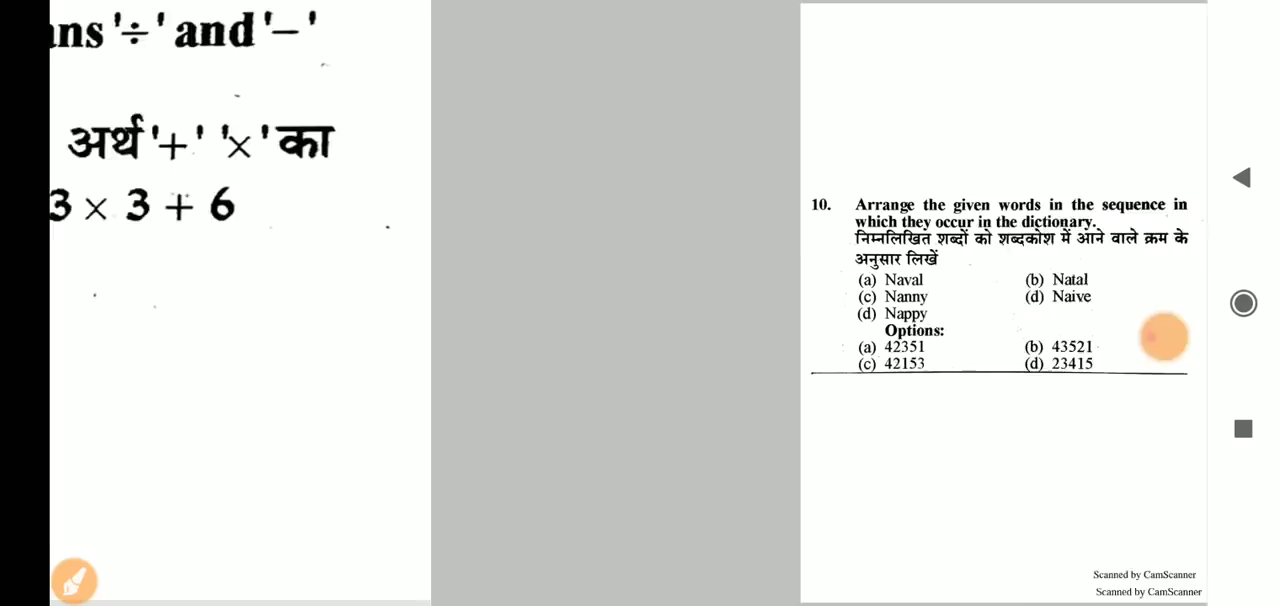 ns '÷' and '−'
अर्थ '+' '×' का
3 × 3 + 6
10. Arrange the given words in the sequence in
which they occur in the dictionary.
निम्नलिखित शब्दों को शब्दकोश में आने वाले क्रम के
अनुसार लिखें
(a) Naval (b) Natal
(c) Nanny (d) Naive
(d) Nappy
Options:
(a) 42351 (b) 43521
(c) 42153 (d) 23415
Scanned by CamScanner
Scanned by CamScanner